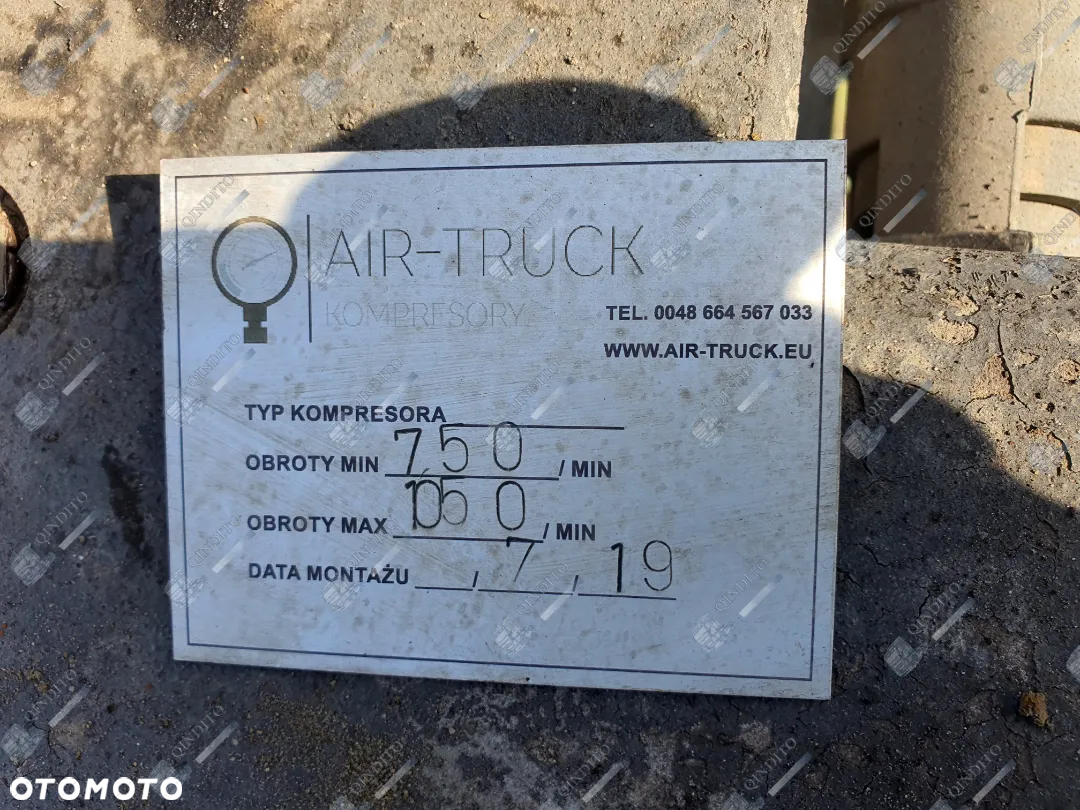 AIR-TRUCK
KOMPRESORY
TEL. 0048 664 567 033
WWW.AIR-TRUCK.EU
TYP KOMPRESORA
OBROTY MIN 750 / MIN
OBROTY MAX 1050 / MIN
DATA MONTAŻU / 7 / 19
OTOMOTO
QINDITO